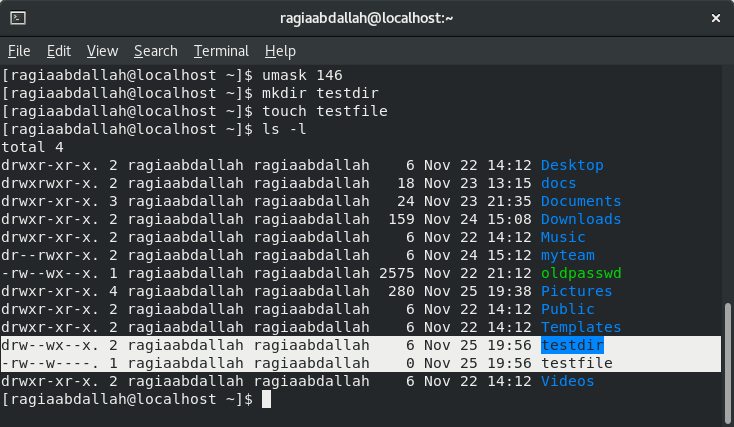 ragiaabdallah@localhost:~
File Edit View Search Terminal Help
[ragiaabdallah@localhost ~]$ umask 146
[ragiaabdallah@localhost ~]$ mkdir testdir
[ragiaabdallah@localhost ~]$ touch testfile
[ragiaabdallah@localhost ~]$ ls -l
total 4
drwxr-xr-x. 2 ragiaabdallah ragiaabdallah    6 Nov 22 14:12 Desktop
drwxrwxr-x. 2 ragiaabdallah ragiaabdallah   18 Nov 23 13:15 docs
drwxr-xr-x. 3 ragiaabdallah ragiaabdallah   24 Nov 23 21:35 Documents
drwxr-xr-x. 2 ragiaabdallah ragiaabdallah  159 Nov 24 15:08 Downloads
drwxr-xr-x. 2 ragiaabdallah ragiaabdallah    6 Nov 22 14:12 Music
dr--rwxr-x. 2 ragiaabdallah ragiaabdallah    6 Nov 24 15:12 myteam
-rw--wx--x. 1 ragiaabdallah ragiaabdallah 2575 Nov 22 21:12 oldpasswd
drwxr-xr-x. 4 ragiaabdallah ragiaabdallah  280 Nov 25 19:38 Pictures
drwxr-xr-x. 2 ragiaabdallah ragiaabdallah    6 Nov 22 14:12 Public
drwxr-xr-x. 2 ragiaabdallah ragiaabdallah    6 Nov 22 14:12 Templates
drw--wx--x. 2 ragiaabdallah ragiaabdallah    6 Nov 25 19:56 testdir
-rw--w----. 1 ragiaabdallah ragiaabdallah    0 Nov 25 19:56 testfile
drwxr-xr-x. 2 ragiaabdallah ragiaabdallah    6 Nov 22 14:12 Videos
[ragiaabdallah@localhost ~]$